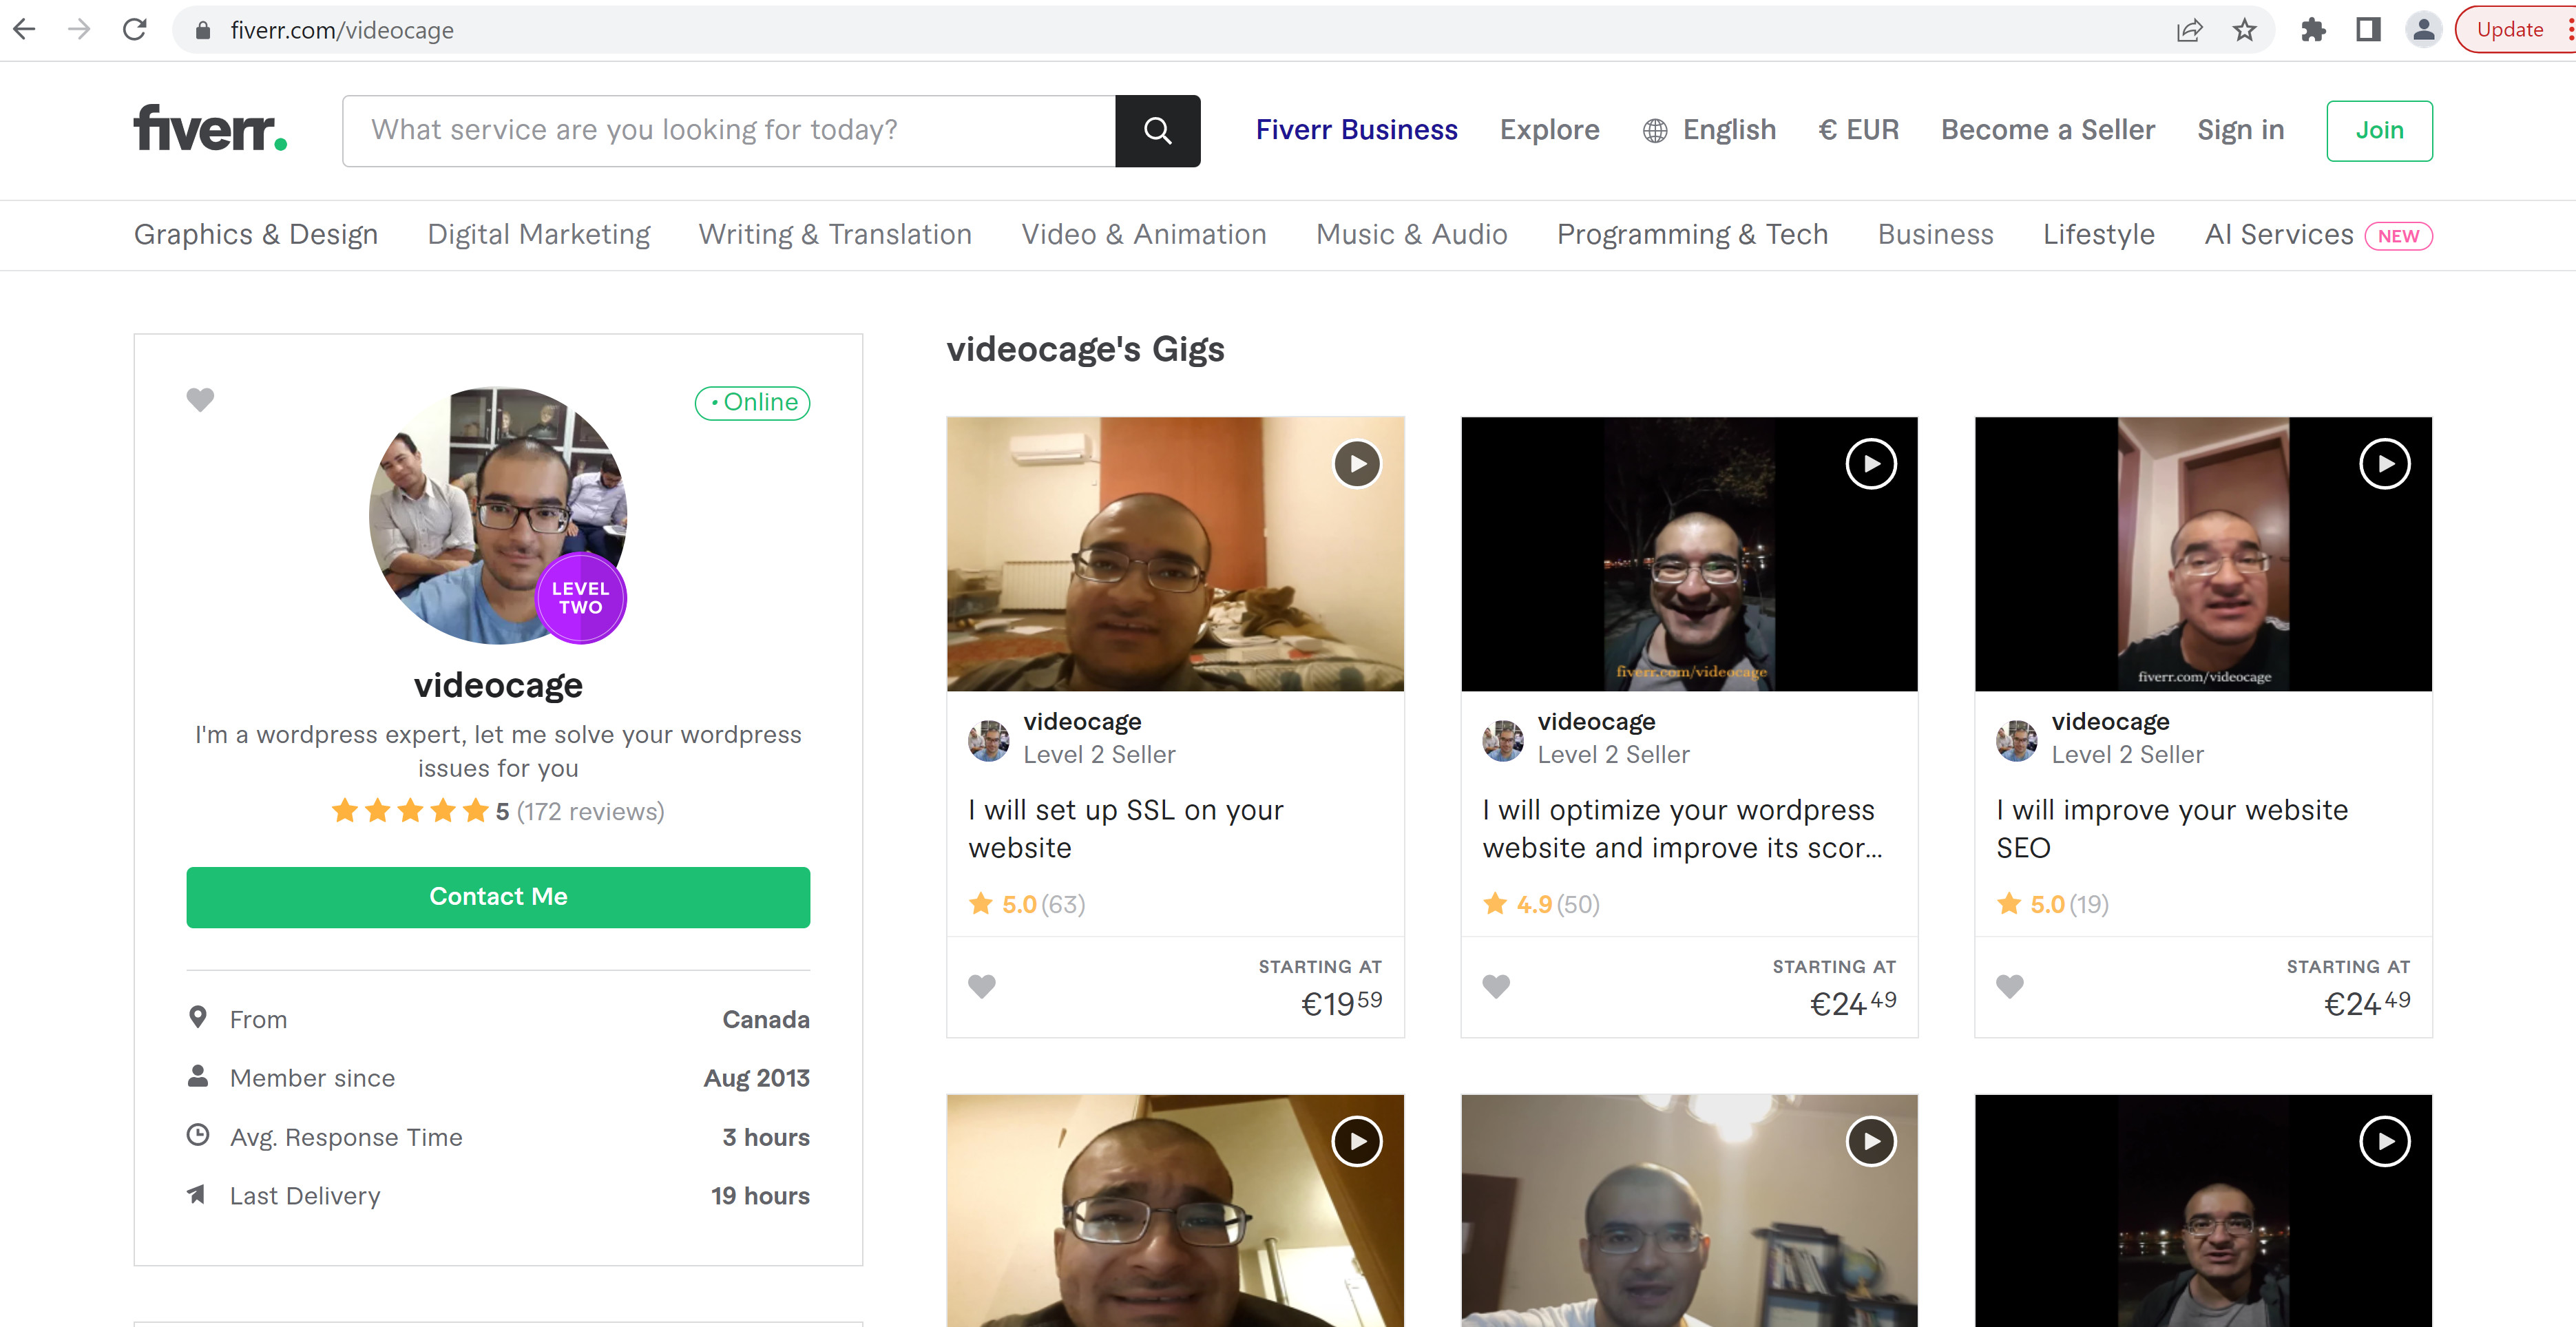 fiverr.com/videocage
Update
fiverr.
What service are you looking for today?
Fiverr Business
Explore
English
€ EUR
Become a Seller
Sign in
Join
Graphics & Design
Digital Marketing
Writing & Translation
Video & Animation
Music & Audio
Programming & Tech
Business
Lifestyle
AI Services NEW
• Online
LEVEL
TWO
videocage
I'm a wordpress expert, let me solve your wordpress
issues for you
5 (172 reviews)
Contact Me
From Canada
Member since Aug 2013
Avg. Response Time 3 hours
Last Delivery 19 hours
videocage's Gigs
videocage
Level 2 Seller
I will set up SSL on your
website
5.0 (63)
STARTING AT
€19 59
fiverr.com/videocage
videocage
Level 2 Seller
I will optimize your wordpress
website and improve its scor...
4.9 (50)
STARTING AT
€24 49
fiverr.com/videocage
videocage
Level 2 Seller
I will improve your website
SEO
5.0 (19)
STARTING AT
€24 49